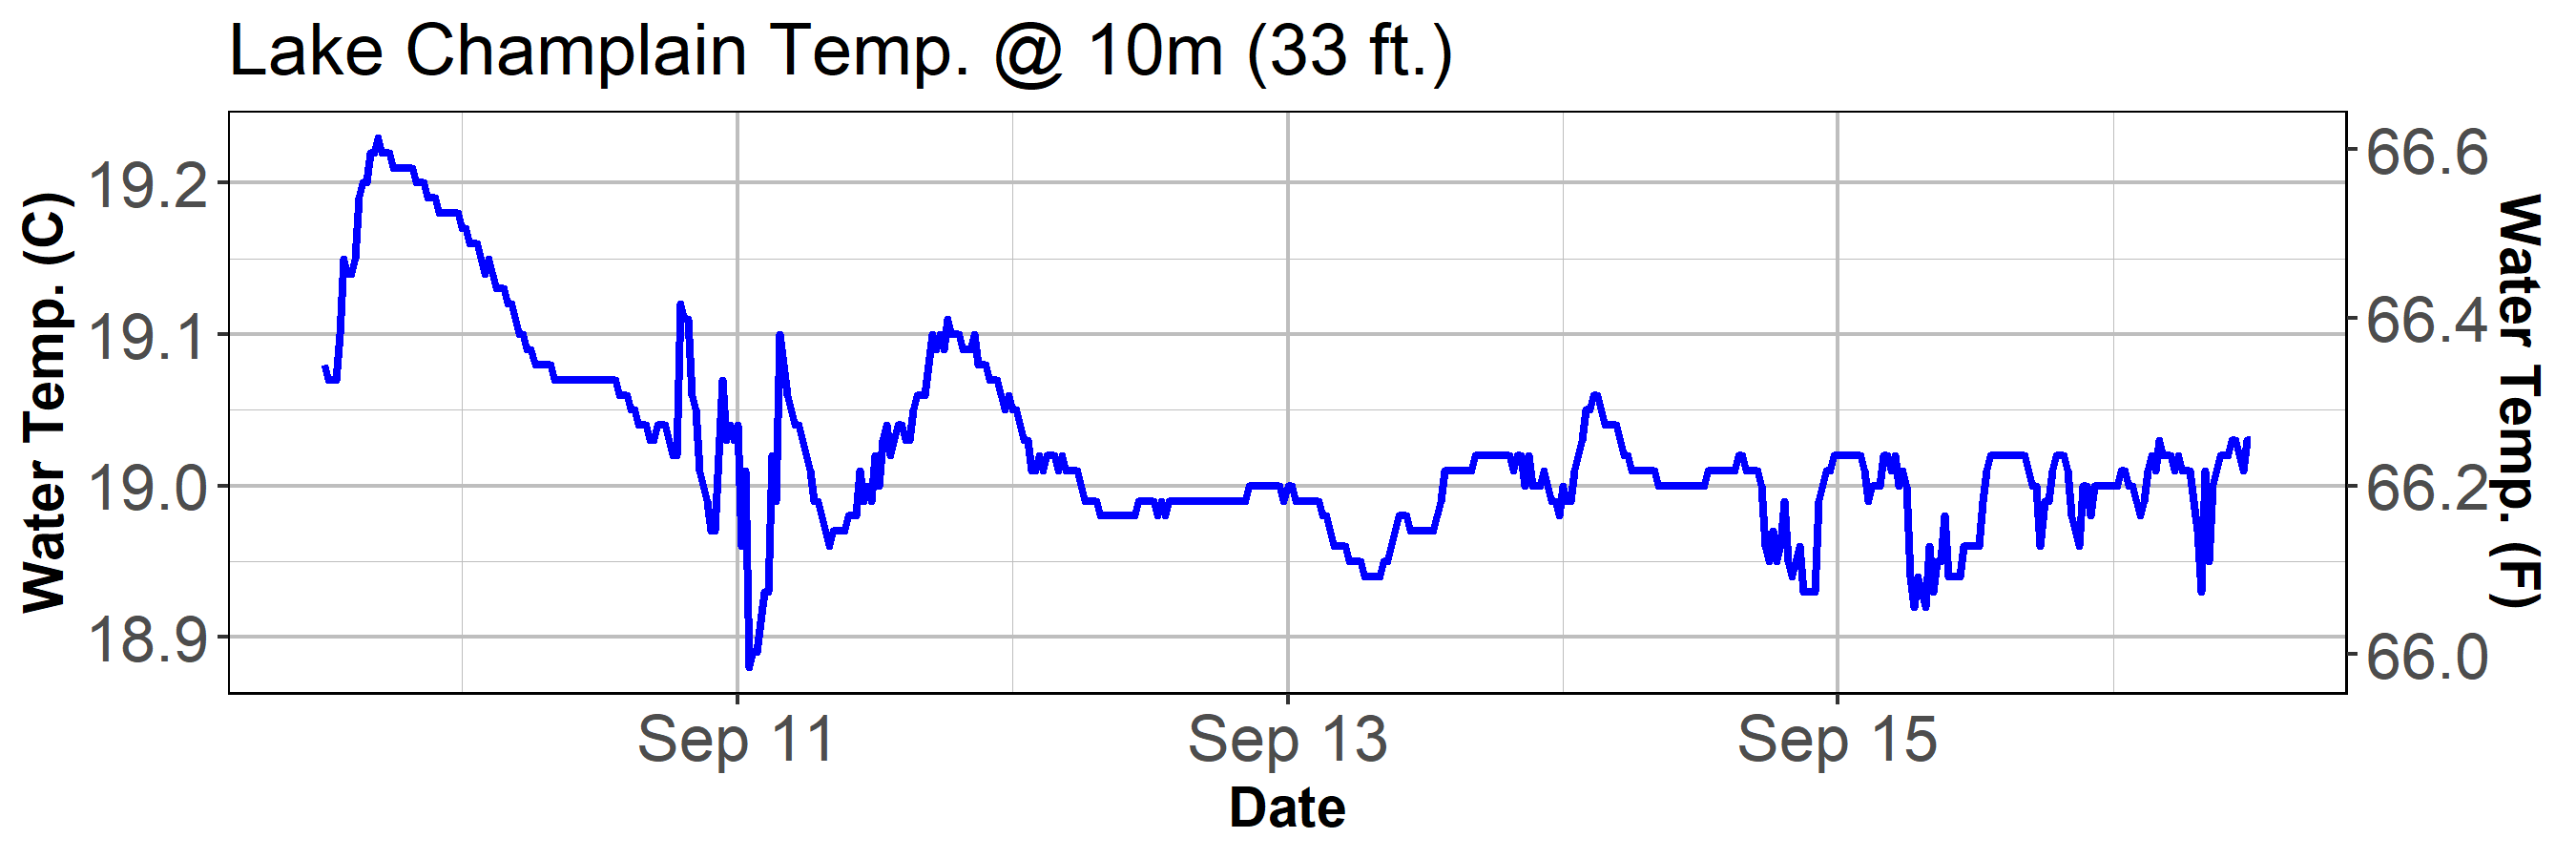 Lake Champlain Temp. @ 10m (33 ft.)
Water Temp. (C)
19.2
19.1
19.0
18.9
66.6
66.4
66.2
66.0
Water Temp. (F)
Sep 11 Sep 13 Sep 15
Date